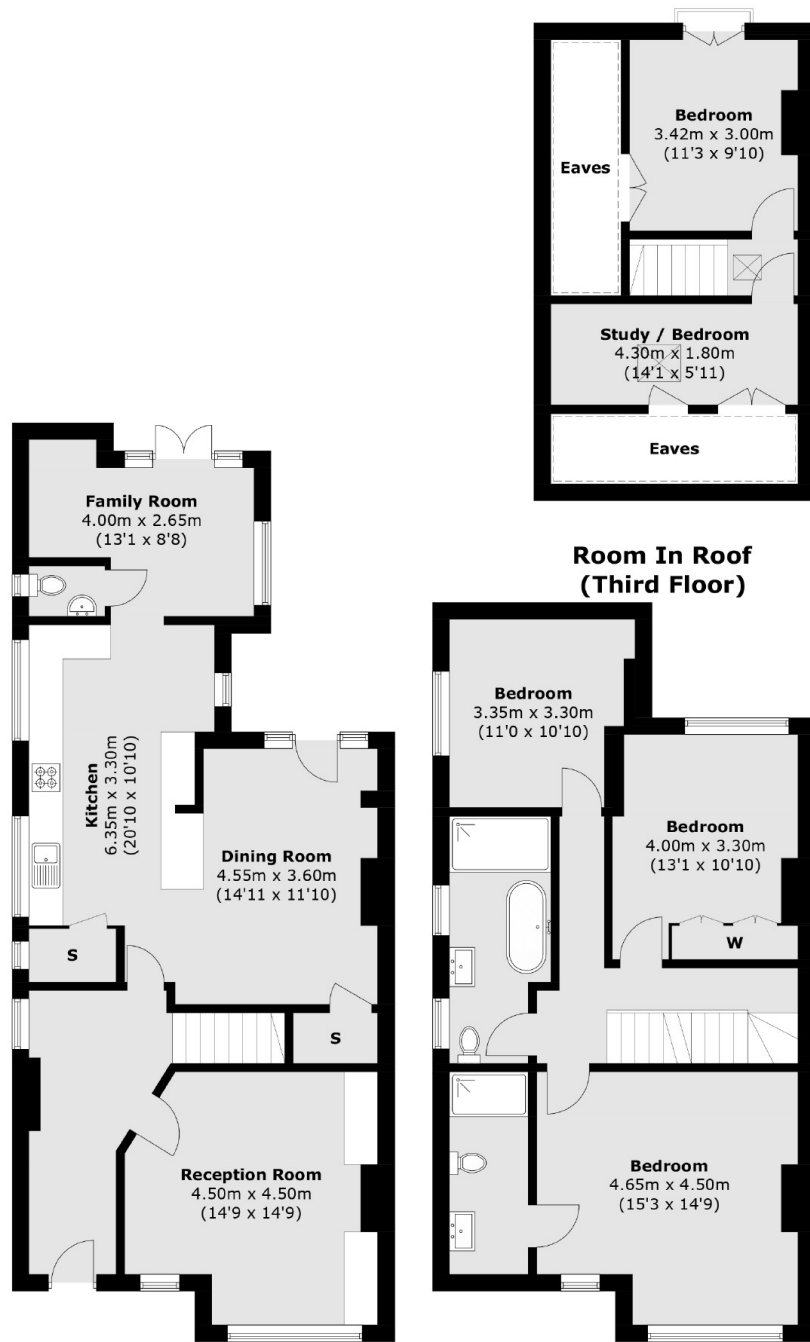 Bedroom
3.42m x 3.00m
(11'3 x 9'10)
Eaves
Study / Bedroom
4.30m x 1.80m
(14'1 x 5'11)
Eaves
Room In Roof
(Third Floor)
Family Room
4.00m x 2.65m
(13'1 x 8'8)
Kitchen
6.35m x 3.30m
(20'10 x 10'10)
Dining Room
4.55m x 3.60m
(14'11 x 11'10)
S
S
Reception Room
4.50m x 4.50m
(14'9 x 14'9)
Bedroom
3.35m x 3.30m
(11'0 x 10'10)
Bedroom
4.00m x 3.30m
(13'1 x 10'10)
W
Bedroom
4.65m x 4.50m
(15'3 x 14'9)